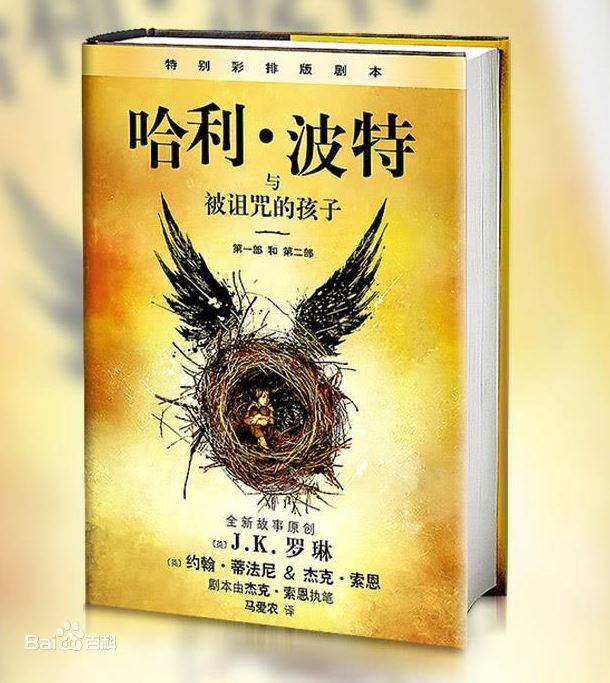 特别彩排版剧本
哈利·波特
与
被诅咒的孩子
第一部 和 第二部
全新故事原创
[英] J.K. 罗琳
[英] 约翰·蒂法尼 & 杰克·索恩
剧本由杰克·索恩执笔
马爱农 译
Bai百科